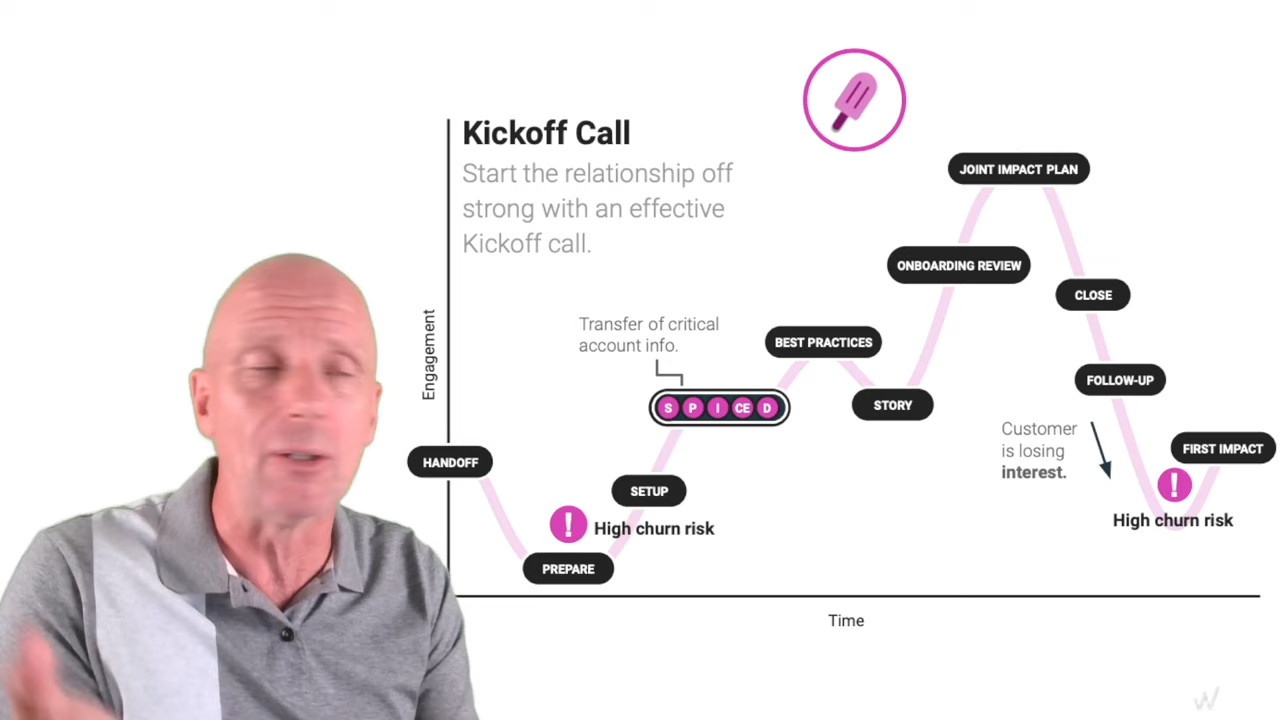 Kickoff Call
Start the relationship off
strong with an effective
Kickoff call.
JOINT IMPACT PLAN
ONBOARDING REVIEW
CLOSE
Transfer of critical
account info.
BEST PRACTICES
Engagement
FOLLOW-UP
S P I CE D
STORY
Customer
is losing
interest.
HANDOFF
FIRST IMPACT
SETUP
!
High churn risk
!
High churn risk
PREPARE
Time
W